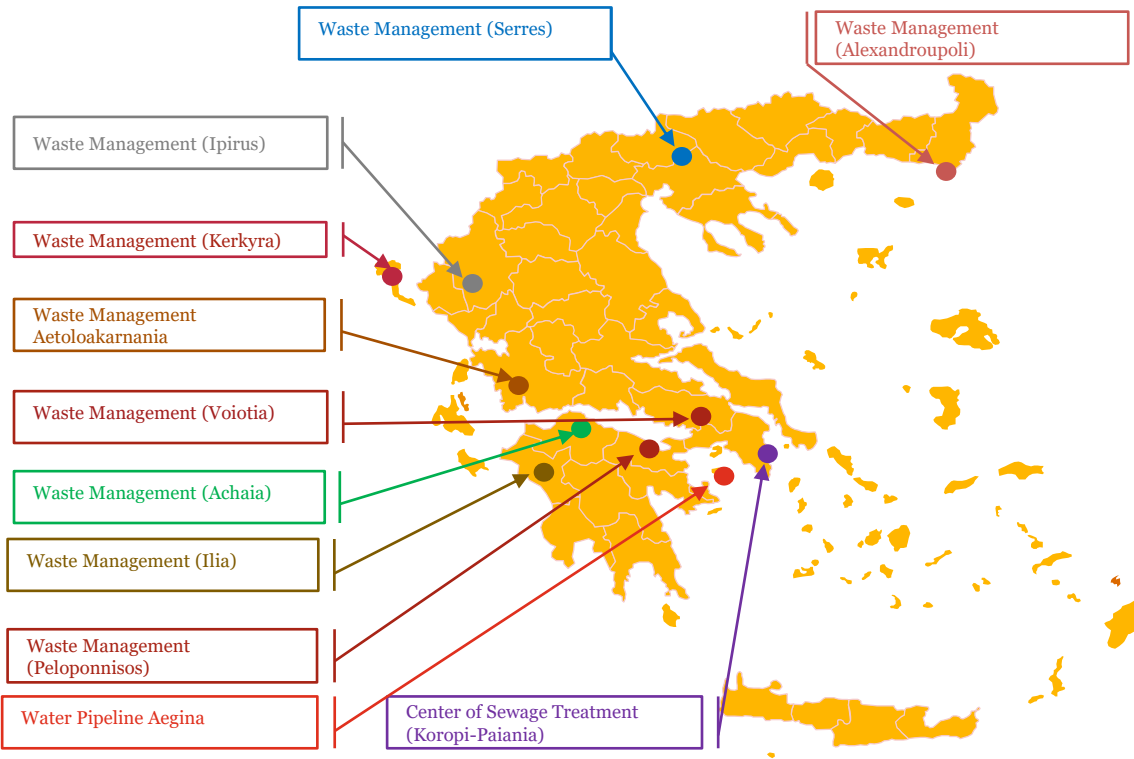 Waste Management (Serres)
Waste Management
(Alexandroupoli)
Waste Management (Ipirus)
Waste Management (Kerkyra)
Waste Management
Aetoloakarnania
Waste Management (Voiotia)
Waste Management (Achaia)
Waste Management (Ilia)
Waste Management
(Peloponnisos)
Water Pipeline Aegina
Center of Sewage Treatment
(Koropi-Paiania)